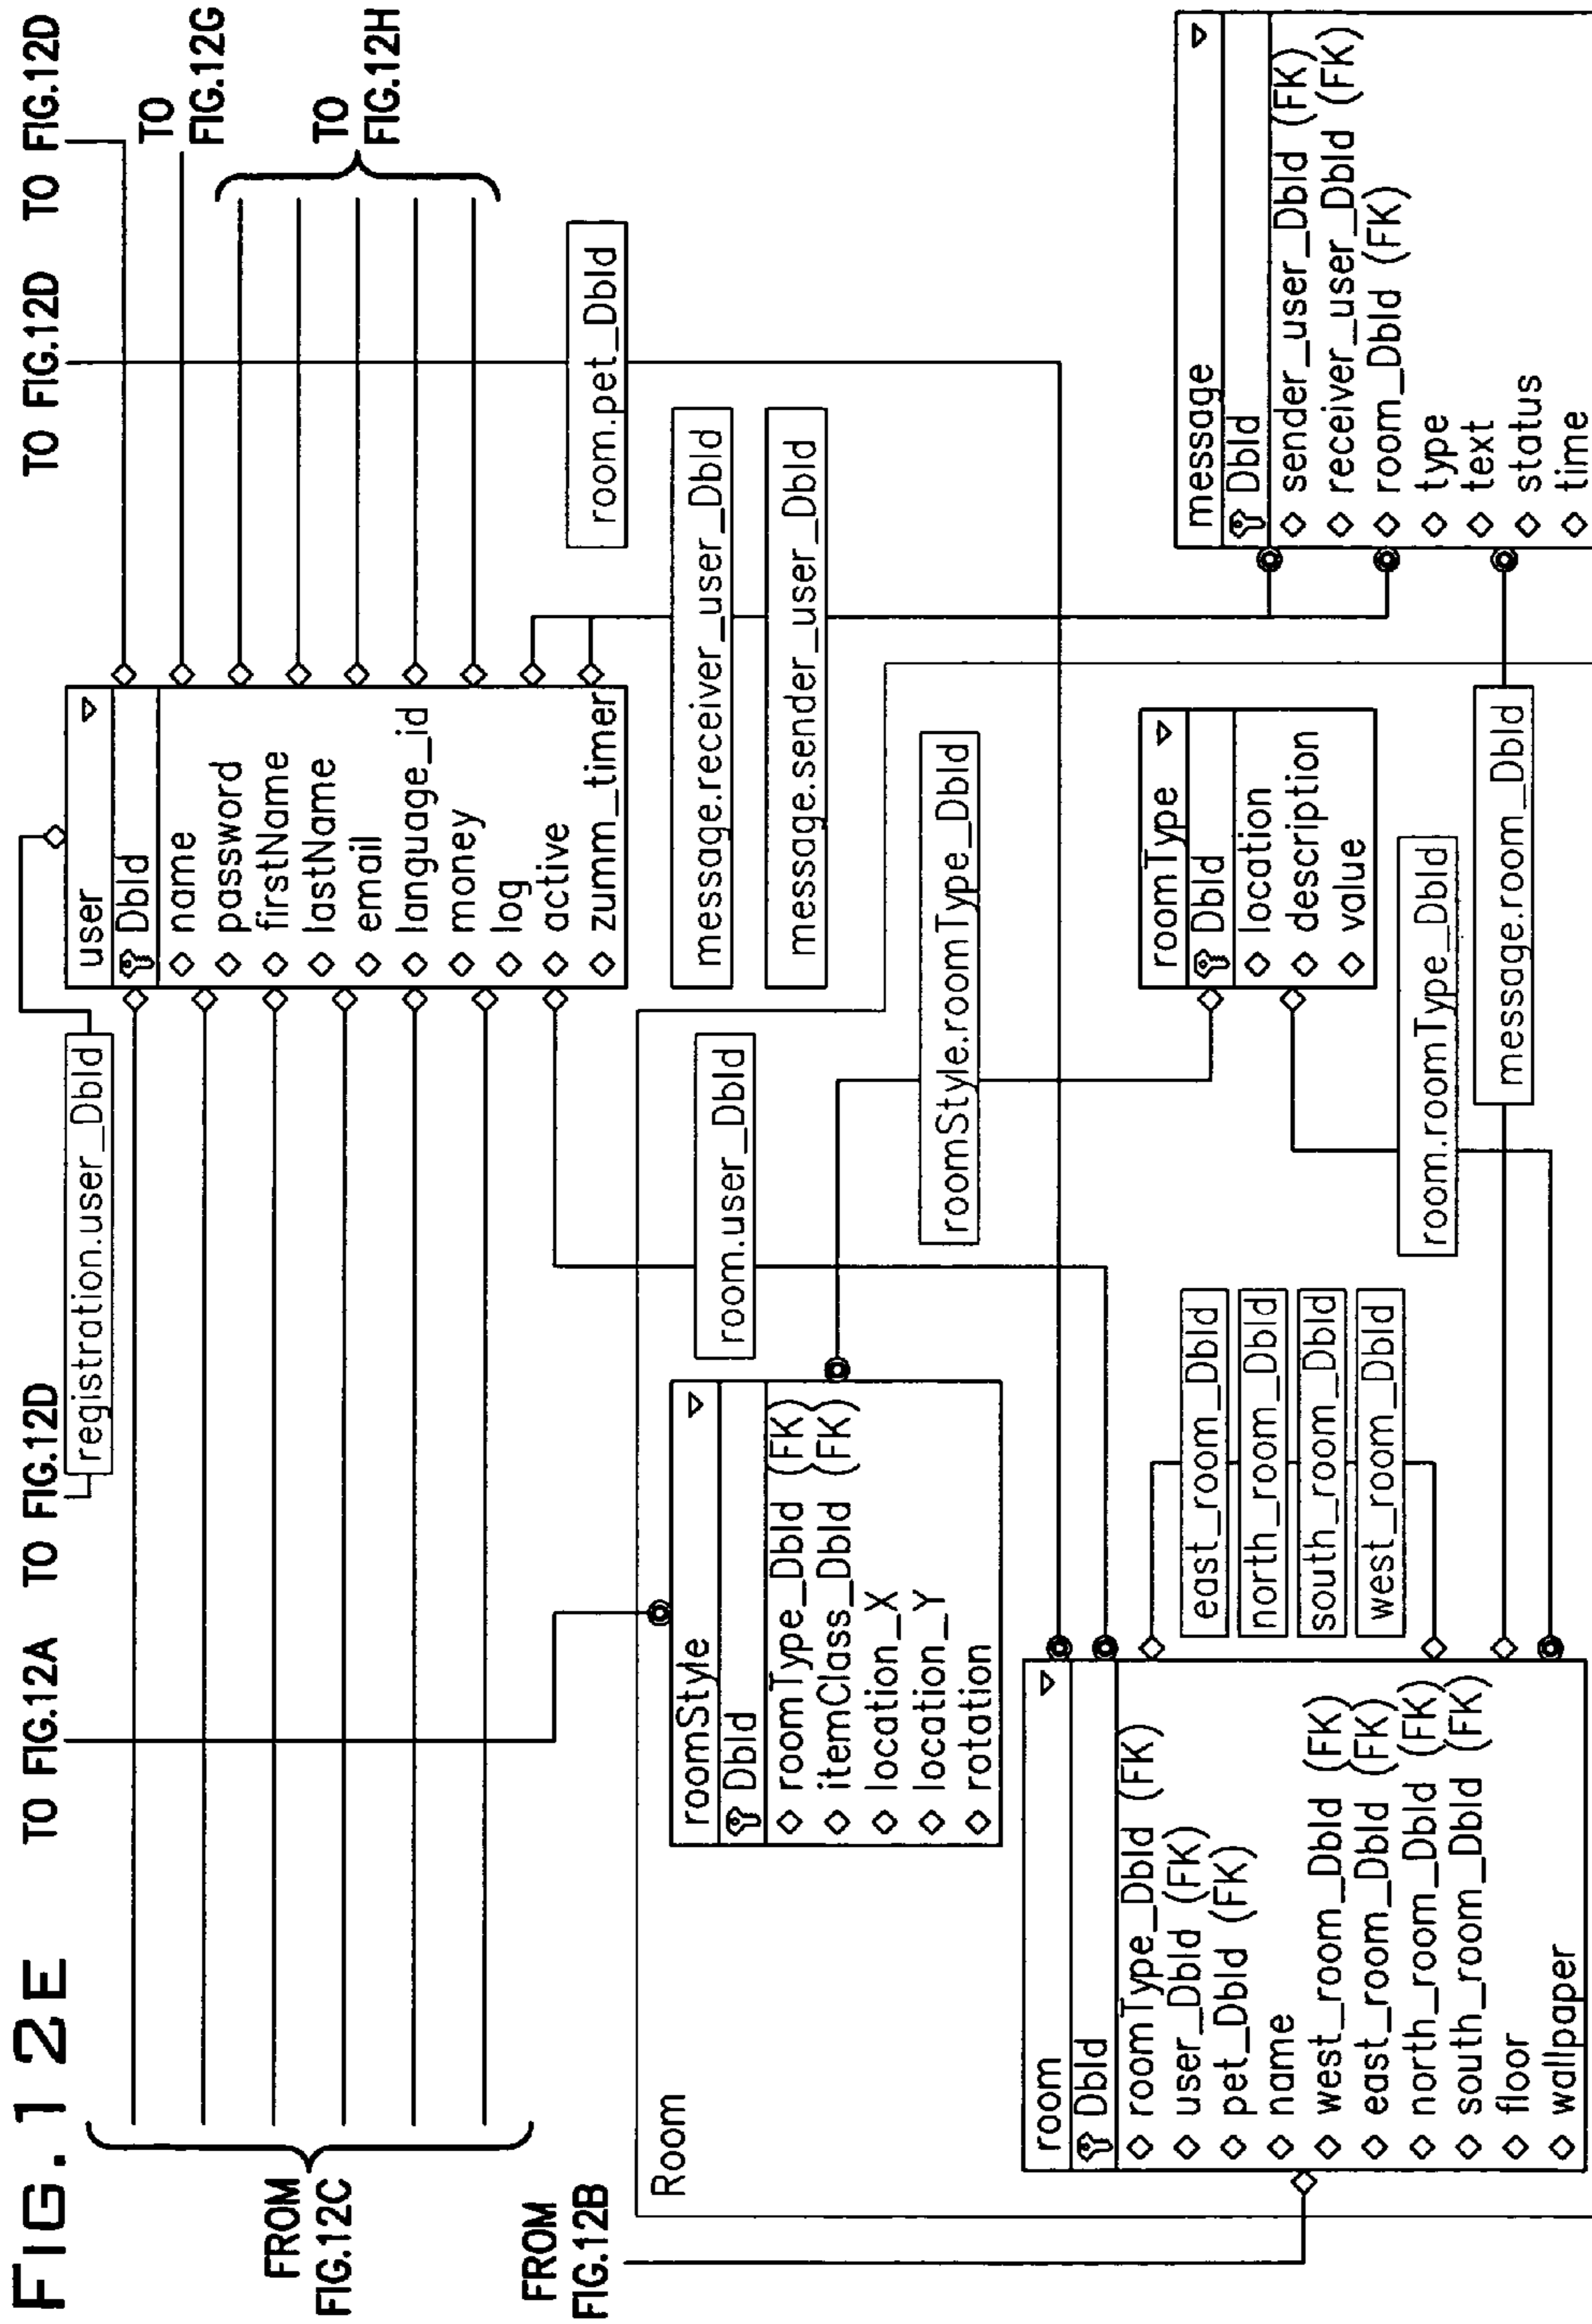 FIG. 12E
TO FIG.12A
TO FIG.12D
TO FIG.12D
TO FIG.12D
registration.user_DbId
FROM
FIG.12C
TO
FIG.12G
TO
FIG.12H
user
DbId
name
password
firstName
lastName
email
language_id
money
log
active
zumm_timer
FROM
FIG.12B
room.pet_DbId
Room
room.user_DbId
message.receiver_user_DbId
message.sender_user_DbId
roomStyle
DbId
roomType_DbId (FK)
itemClass_DbId (FK)
location_X
location_Y
rotation
roomStyle.roomType_DbId
room
DbId
roomType_DbId (FK)
user_DbId (FK)
pet_DbId (FK)
name
west_room_DbId (FK)
east_room_DbId (FK)
north_room_DbId (FK)
south_room_DbId (FK)
floor
wallpaper
east_room_DbId
north_room_DbId
south_room_DbId
west_room_DbId
roomType
DbId
location
description
value
room.roomType_DbId
message.room_DbId
message
DbId
sender_user_DbId (FK)
receiver_user_DbId (FK)
room_DbId (FK)
type
text
status
time